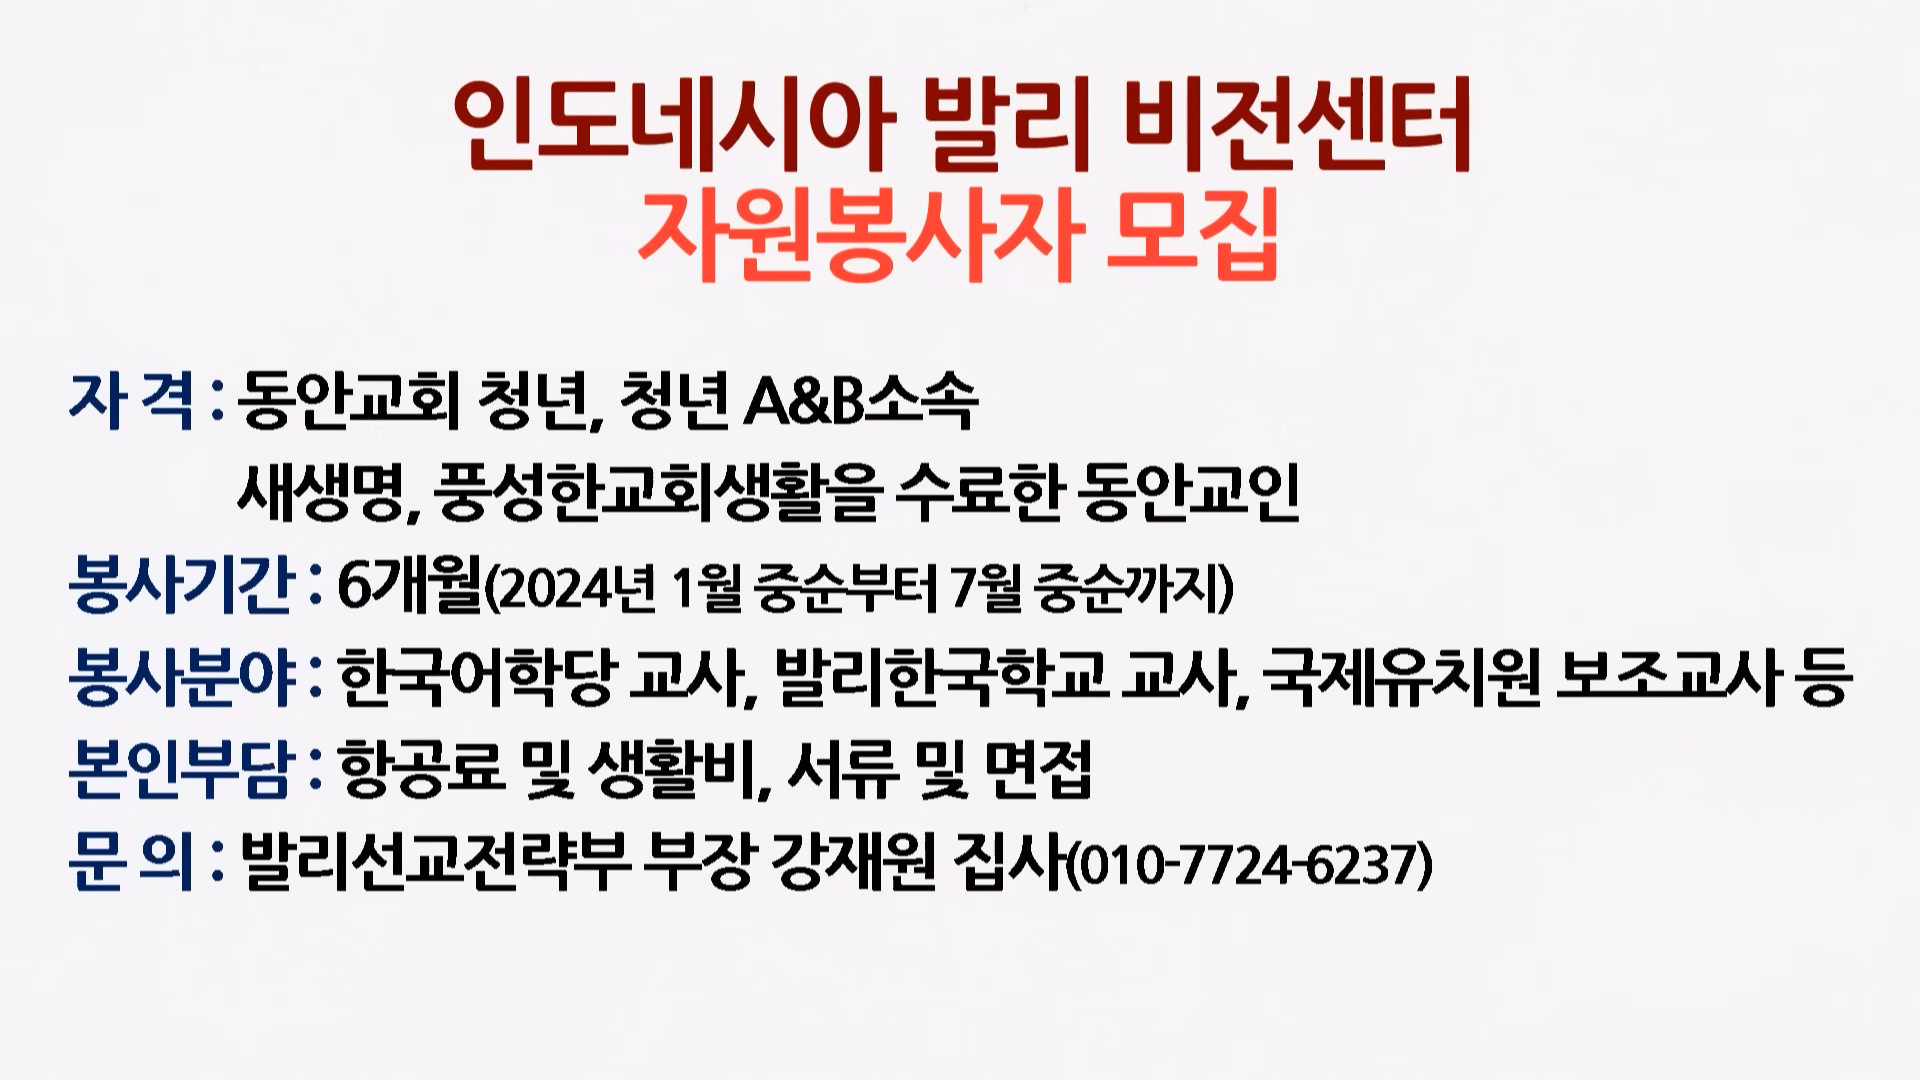 인도네시아 발리 비전센터
자원봉사자 모집
자 격 : 동안교회 청년, 청년 A&B소속
새생명, 풍성한교회생활을 수료한 동안교인
봉사기간 : 6개월(2024년 1월 중순부터 7월 중순까지)
봉사분야 : 한국어학당 교사, 발리한국학교 교사, 국제유치원 보조교사 등
본인부담 : 항공료 및 생활비, 서류 및 면접
문 의 : 발리선교전략부 부장 강재원 집사(010-7724-6237)